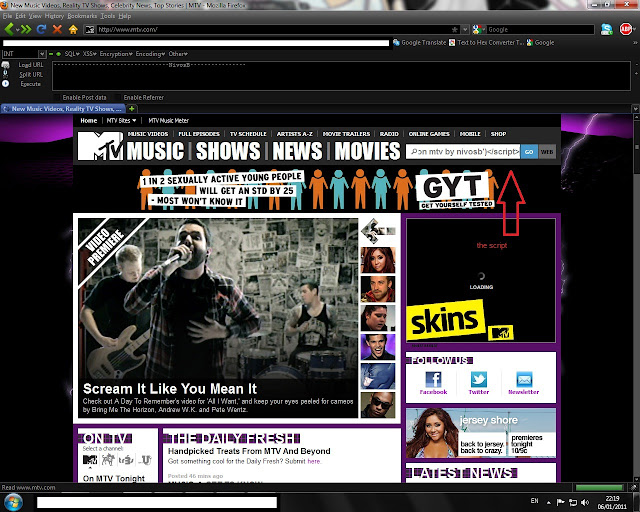 New Music Videos, Reality TV Shows, Celebrity News, Top Stories | MTV - Mozilla Firefox
File Edit View History Bookmarks Tools Help
http://www.mtv.com/
Google
ABP
Google Translate Text to Hex Converter T... Google
INT SQL XSS Encryption Encoding Other
Load URL
Split URL
Execute
NivosB
Enable Post data Enable Referrer
New Music Videos, Reality TV Shows, ...
Home MTV Sites MTV Music Meter
MUSIC VIDEOS FULL EPISODES TV SCHEDULE ARTISTS A-Z MOVIE TRAILERS RADIO ONLINE GAMES MOBILE SHOP
MTV MUSIC | SHOWS | NEWS | MOVIES
on mtv by nivosb')</script> GO WEB
1 IN 2 SEXUALLY ACTIVE YOUNG PEOPLE
WILL GET AN STD BY 25
- MOST WON'T KNOW IT
GYT
GET YOURSELF TESTED
VIDEO PREMIERE
the script
LOADING
skins
MTV
Scream It Like You Mean It
Check out A Day To Remember's video for 'All I Want,' and keep your eyes peeled for cameos
by Bring Me The Horizon, Andrew W.K. and Pete Wentz.
FOLLOW US
Facebook Twitter Newsletter
jersey shore
back to jersey.
back to crazy.
premieres
tonight
10/9c
LATEST NEWS
ON TV
Select a channel:
On MTV Tonight
THE DAILY FRESH
Handpicked Treats From MTV And Beyond
Got something cool for the Daily Fresh? Submit here.
Posted 46 mins ago
Read www.mtv.com
EN
22:19
06/01/2011